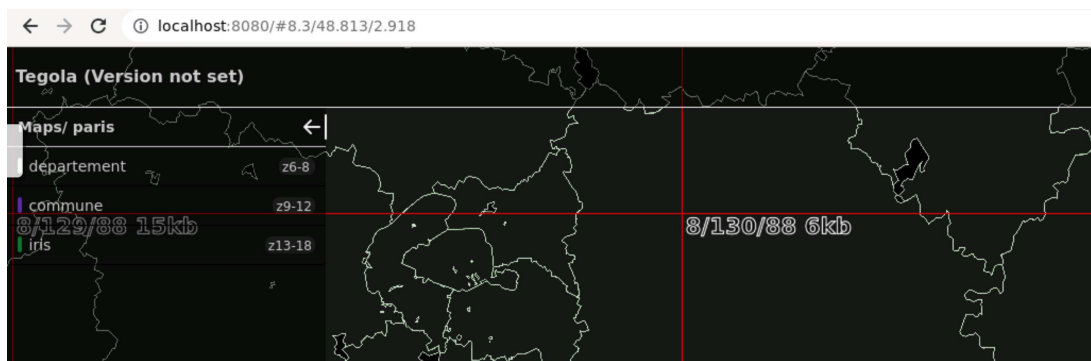 localhost:8080/#8.3/48.813/2.918
Tegola (Version not set)
Maps/ paris
departement z6-8
commune z9-12
8/129/88 15kb
8/130/88 6kb
iris z13-18